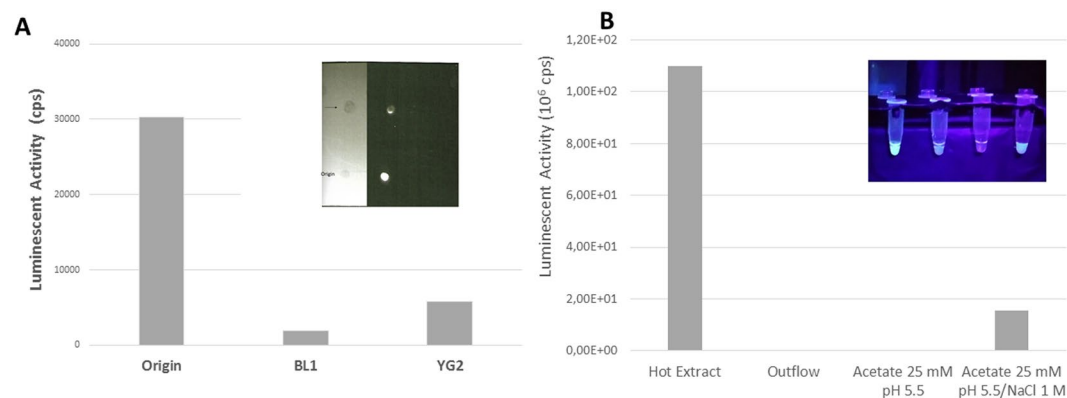 A
Luminescent Activity (cps)
40000
30000
20000
10000
0
Origin
Origin
BL1
YG2
B
Luminescent Activity (10⁶ cps)
1,20E+02
1,00E+02
8,00E+01
6,00E+01
4,00E+01
2,00E+01
0,00E+00
Hot Extract
Outflow
Acetate 25 mM
pH 5.5
Acetate 25 mM
pH 5.5/NaCl 1 M